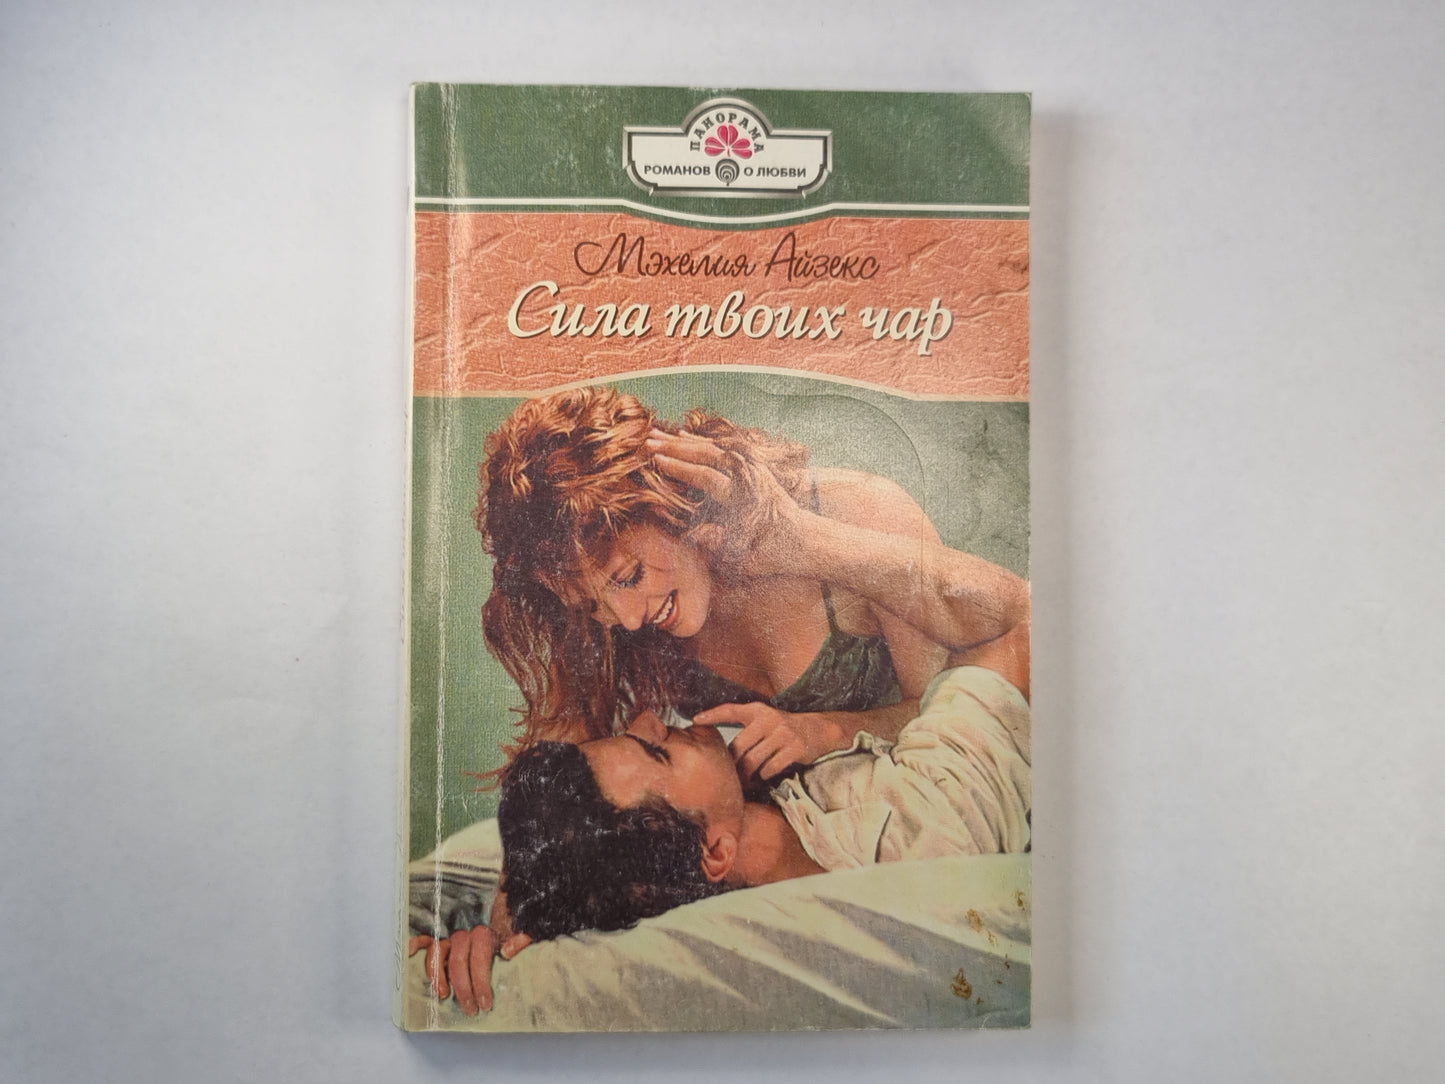 ПАНОРАМА
РОМАНОВ О ЛЮБВИ
Мэхелия Айзекс
Сила твоих чар